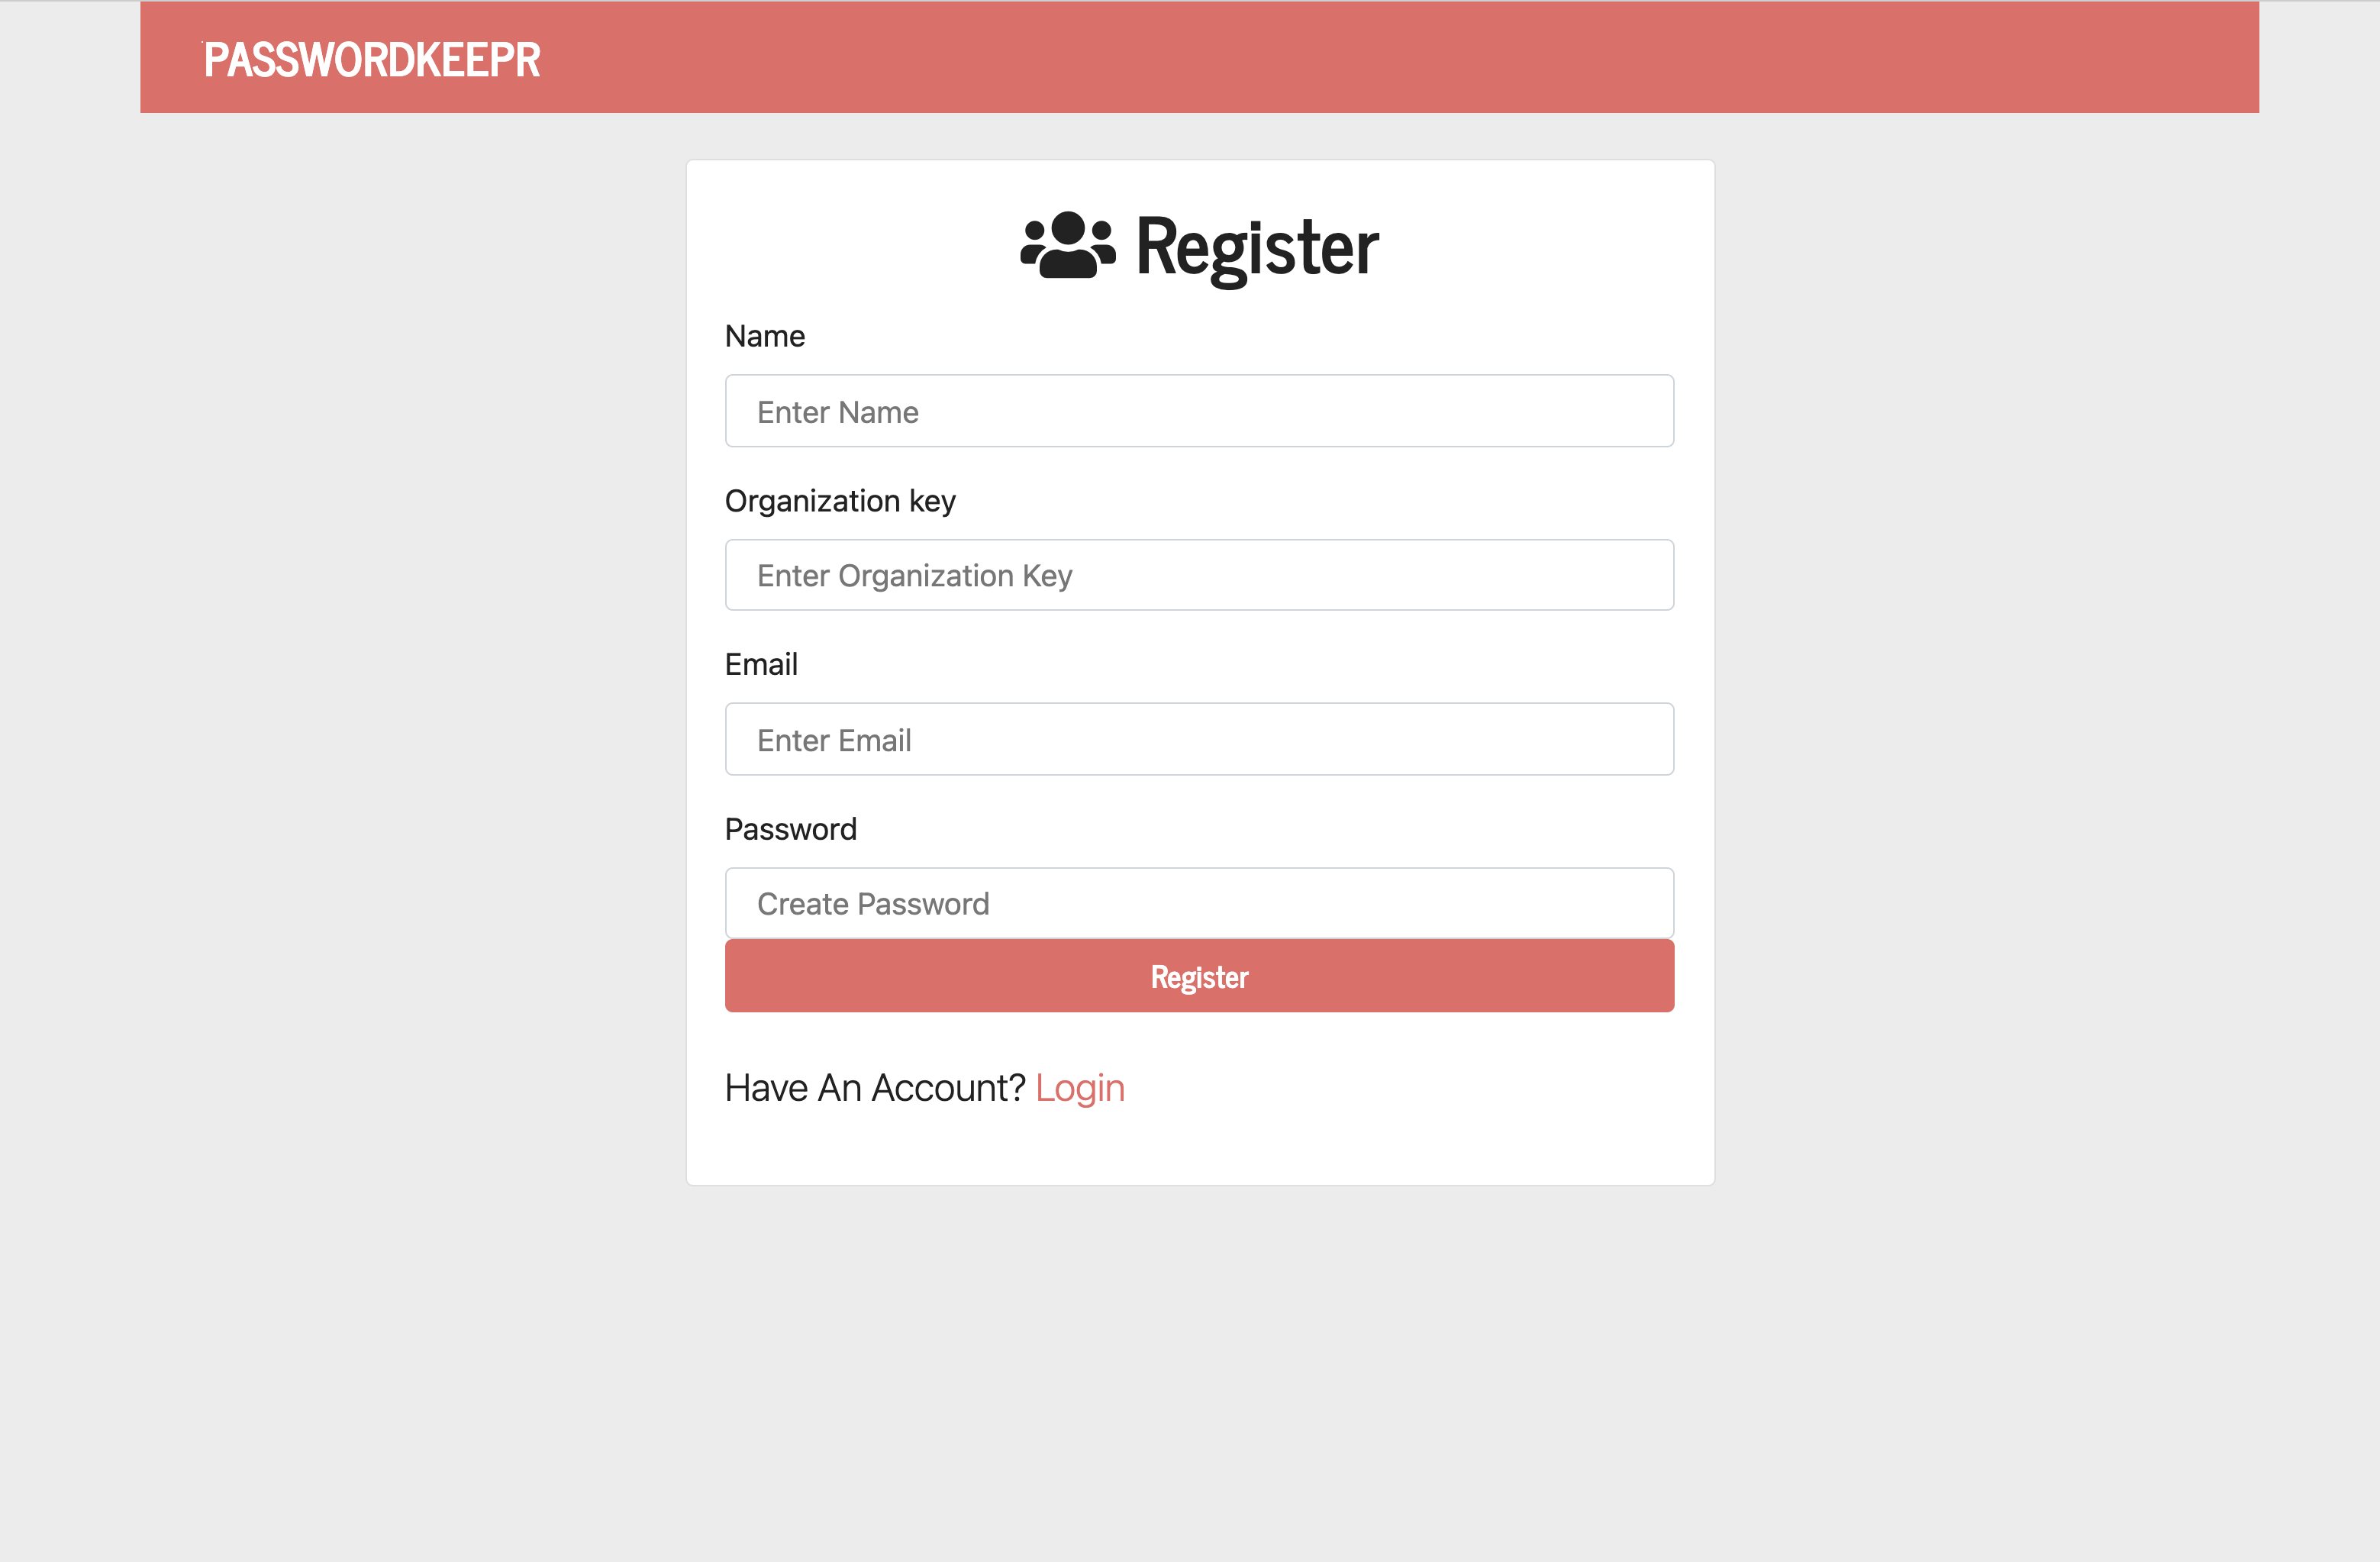 PASSWORDKEEPR
Register
Name
Enter Name
Organization key
Enter Organization Key
Email
Enter Email
Password
Create Password
Register
Have An Account? Login